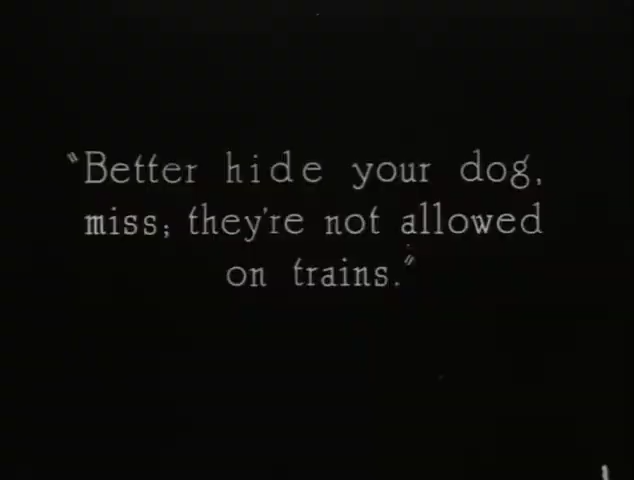 "Better hide your dog,
miss; they're not allowed
on trains."